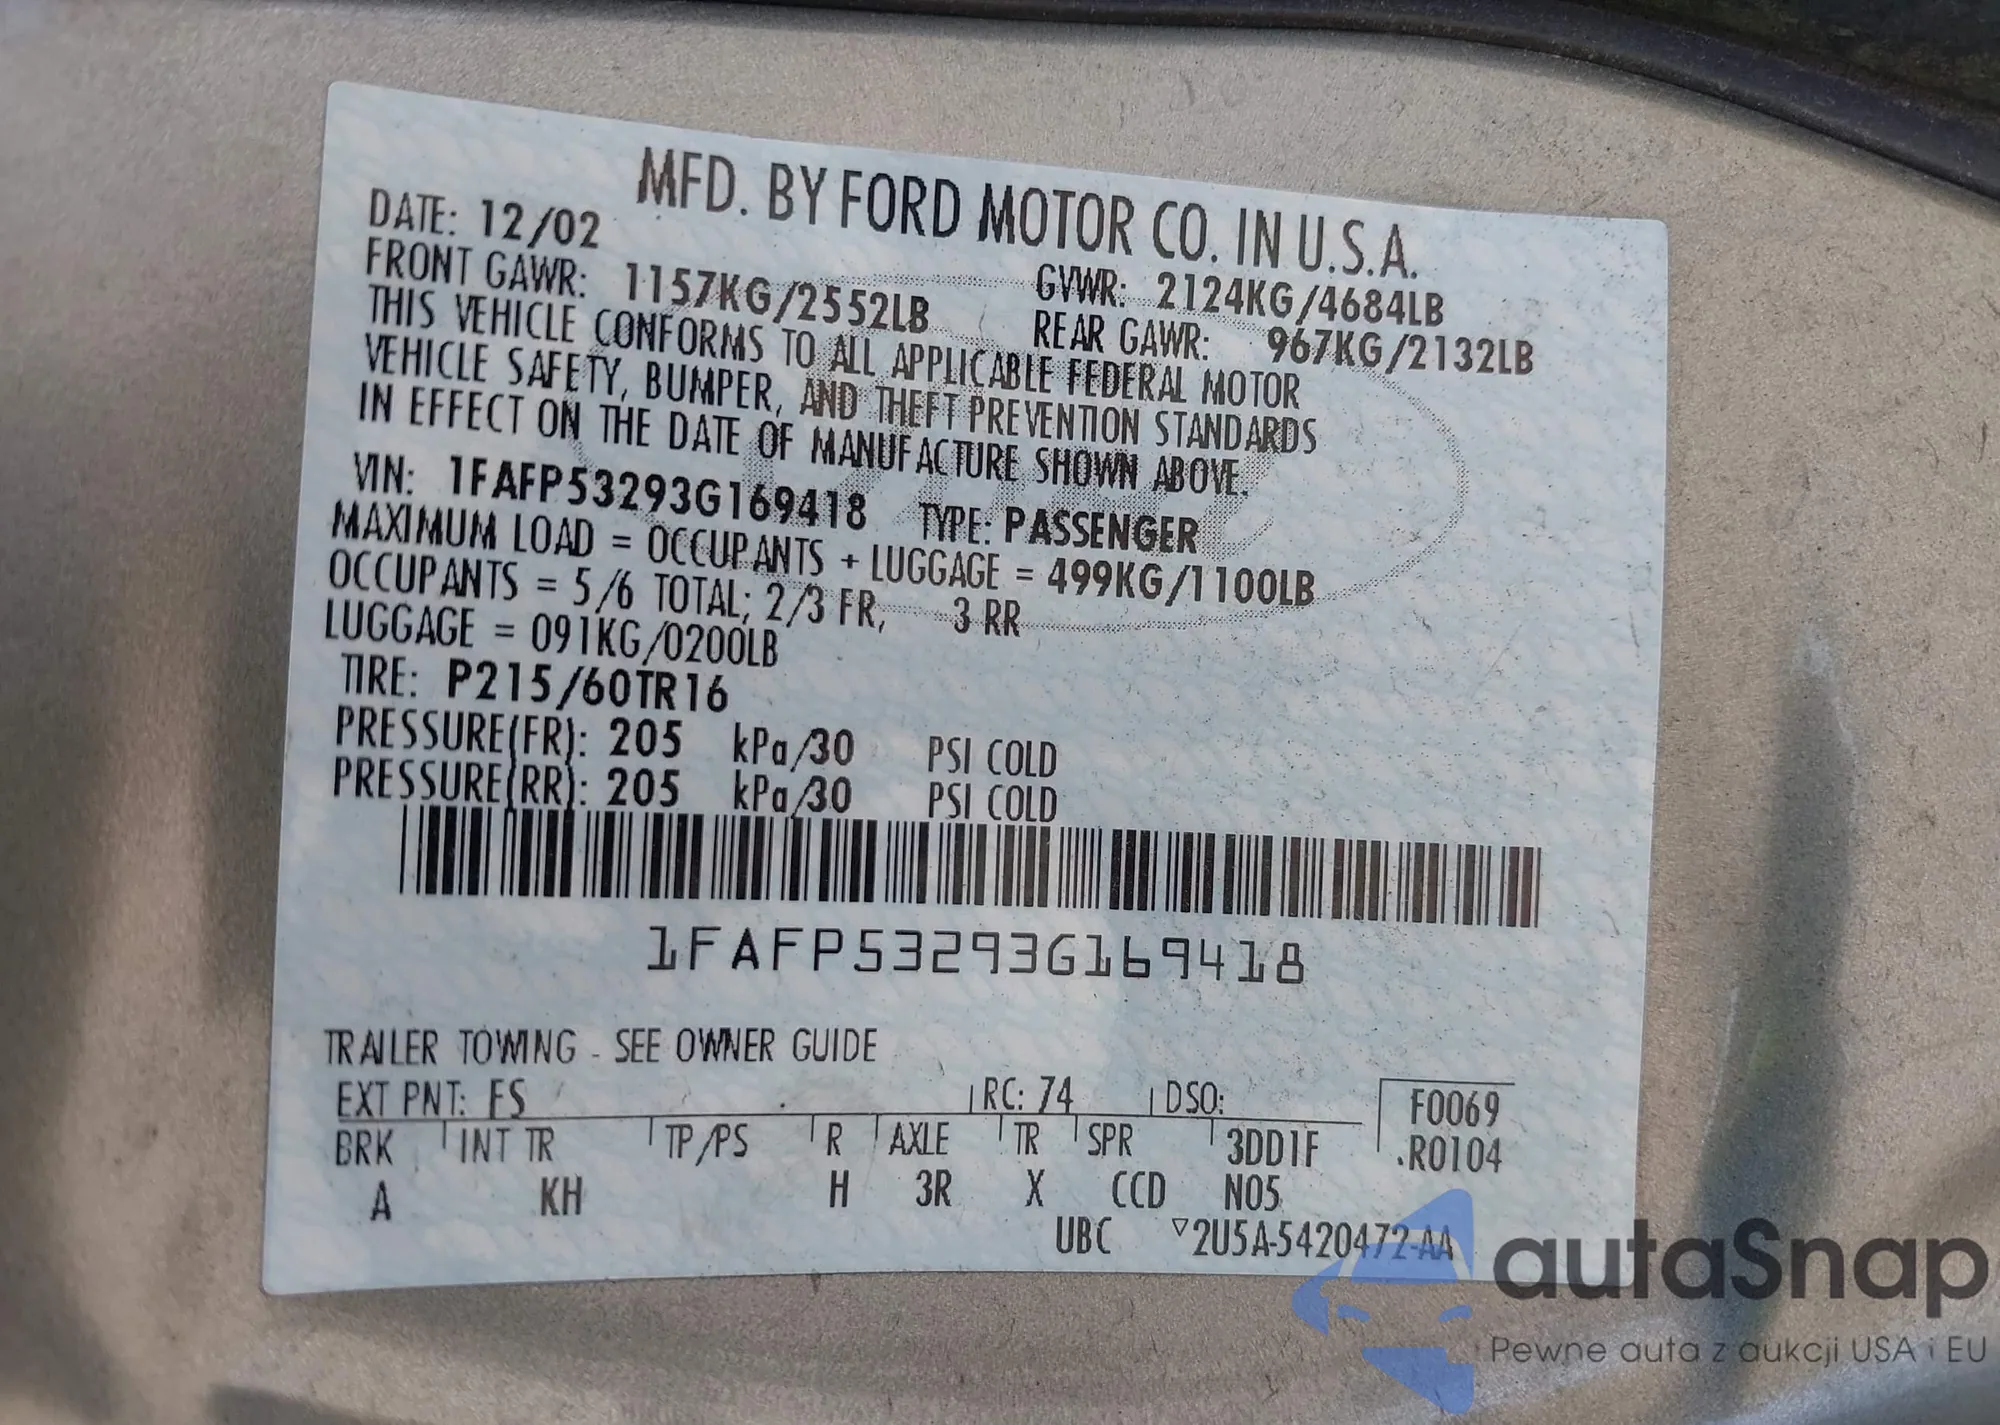 MFD. BY FORD MOTOR CO. IN U.S.A.
DATE: 12/02 GVWR: 2124KG/4684LB
FRONT GAWR: 1157KG/2552LB REAR GAWR: 967KG/2132LB
THIS VEHICLE CONFORMS TO ALL APPLICABLE FEDERAL MOTOR
VEHICLE SAFETY, BUMPER, AND THEFT PREVENTION STANDARDS
IN EFFECT ON THE DATE OF MANUFACTURE SHOWN ABOVE.
VIN: 1FAFP53293G169418 TYPE: PASSENGER
MAXIMUM LOAD = OCCUPANTS + LUGGAGE = 499KG/1100LB
OCCUPANTS = 5/6 TOTAL; 2/3 FR, 3 RR
LUGGAGE = 091KG/0200LB
TIRE: P215/60TR16
PRESSURE(FR): 205 kPa/30 PSI COLD
PRESSURE(RR): 205 kPa/30 PSI COLD
1FAFP53293G169418
TRAILER TOWING - SEE OWNER GUIDE
EXT PNT: FS RC: 74 DSO: F0069
BRK INT TR TP/PS R AXLE TR SPR 3DD1F .R0104
A KH H 3R X CCD N05
UBC ▽2U5A-5420472-AA
autaSnap
Pewne auta z aukcji USA i EU